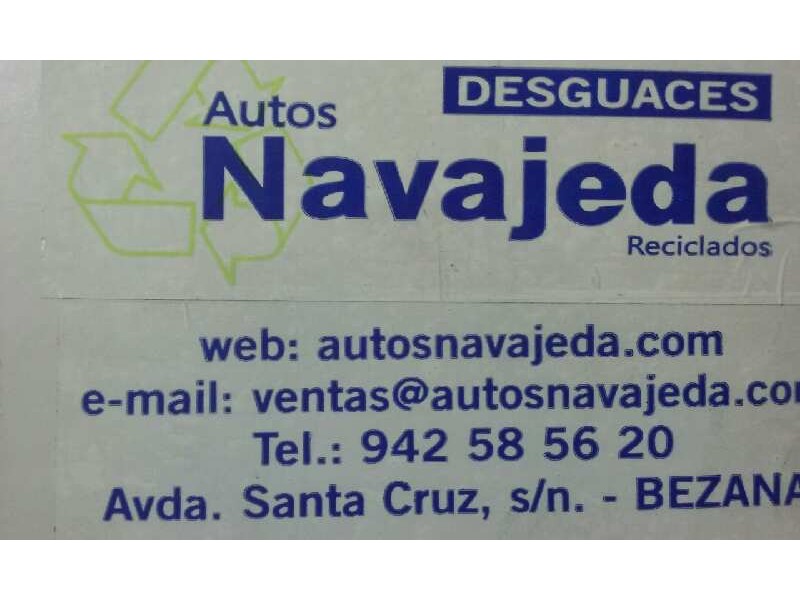 DESGUACES
Autos
Navajeda
Reciclados
web: autosnavajeda.com
e-mail: ventas@autosnavajeda.co
Tel.: 942 58 56 20
Avda. Santa Cruz, s/n. - BEZANA